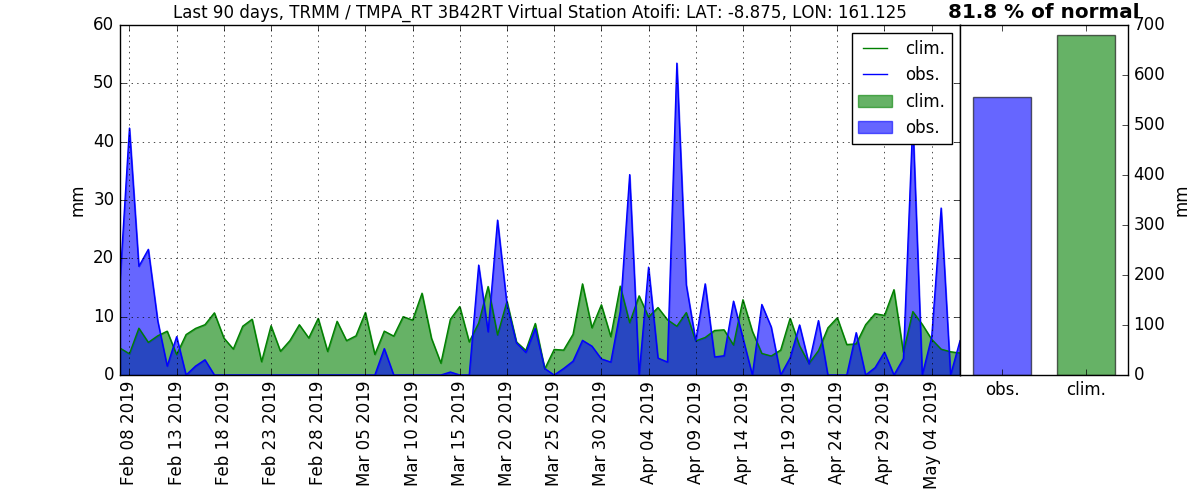 Last 90 days, TRMM / TMPA_RT 3B42RT Virtual Station Atoifi: LAT: -8.875, LON: 161.125
81.8 % of normal
mm
60
50
40
30
20
10
0
clim.
obs.
clim.
obs.
Feb 08 2019
Feb 13 2019
Feb 18 2019
Feb 23 2019
Feb 28 2019
Mar 05 2019
Mar 10 2019
Mar 15 2019
Mar 20 2019
Mar 25 2019
Mar 30 2019
Apr 04 2019
Apr 09 2019
Apr 14 2019
Apr 19 2019
Apr 24 2019
Apr 29 2019
May 04 2019
obs.
clim.
700
600
500
400
300
200
100
0
mm